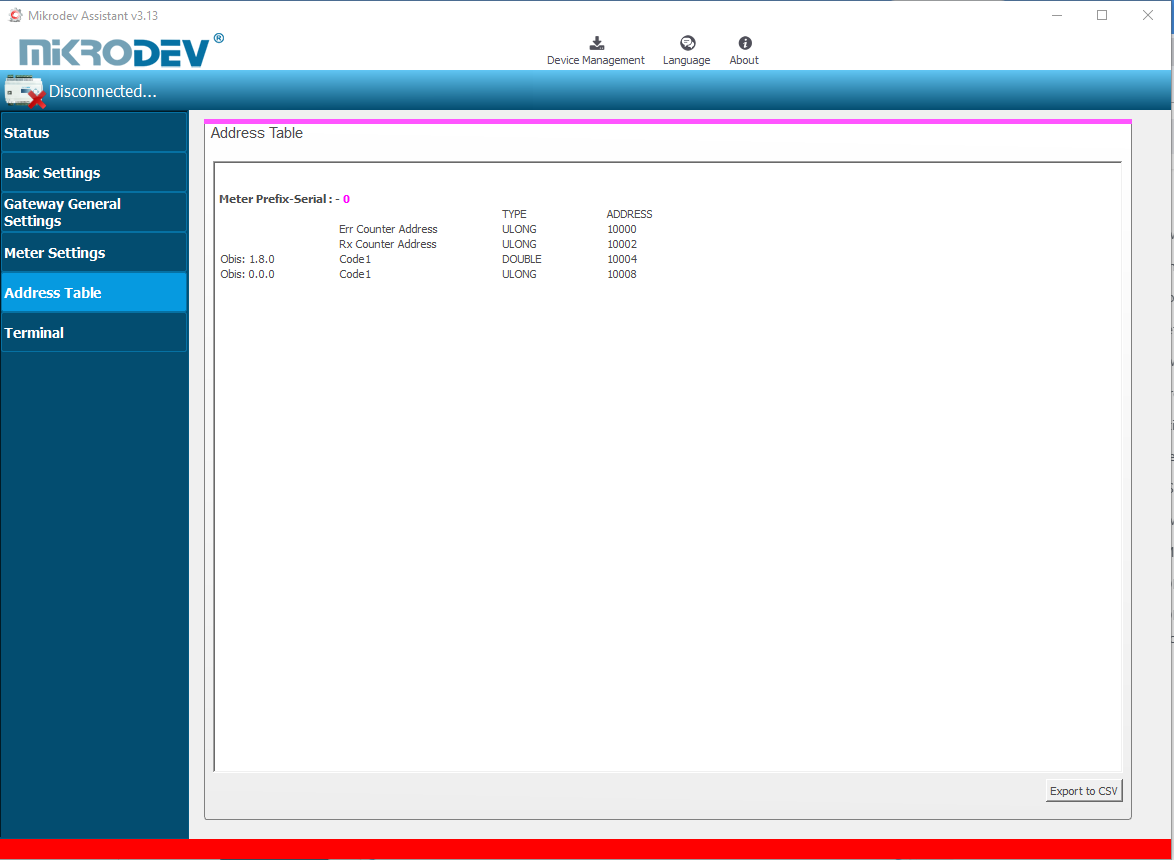 Mikrodev Assistant v3.13
MiKRODEV®
Device Management
Language
About
Disconnected...
Status
Basic Settings
Gateway General
Settings
Meter Settings
Address Table
Terminal
Address Table
Meter Prefix-Serial : - 0
TYPE ADDRESS
Err Counter Address ULONG 10000
Rx Counter Address ULONG 10002
Obis: 1.8.0 Code1 DOUBLE 10004
Obis: 0.0.0 Code1 ULONG 10008
Export to CSV